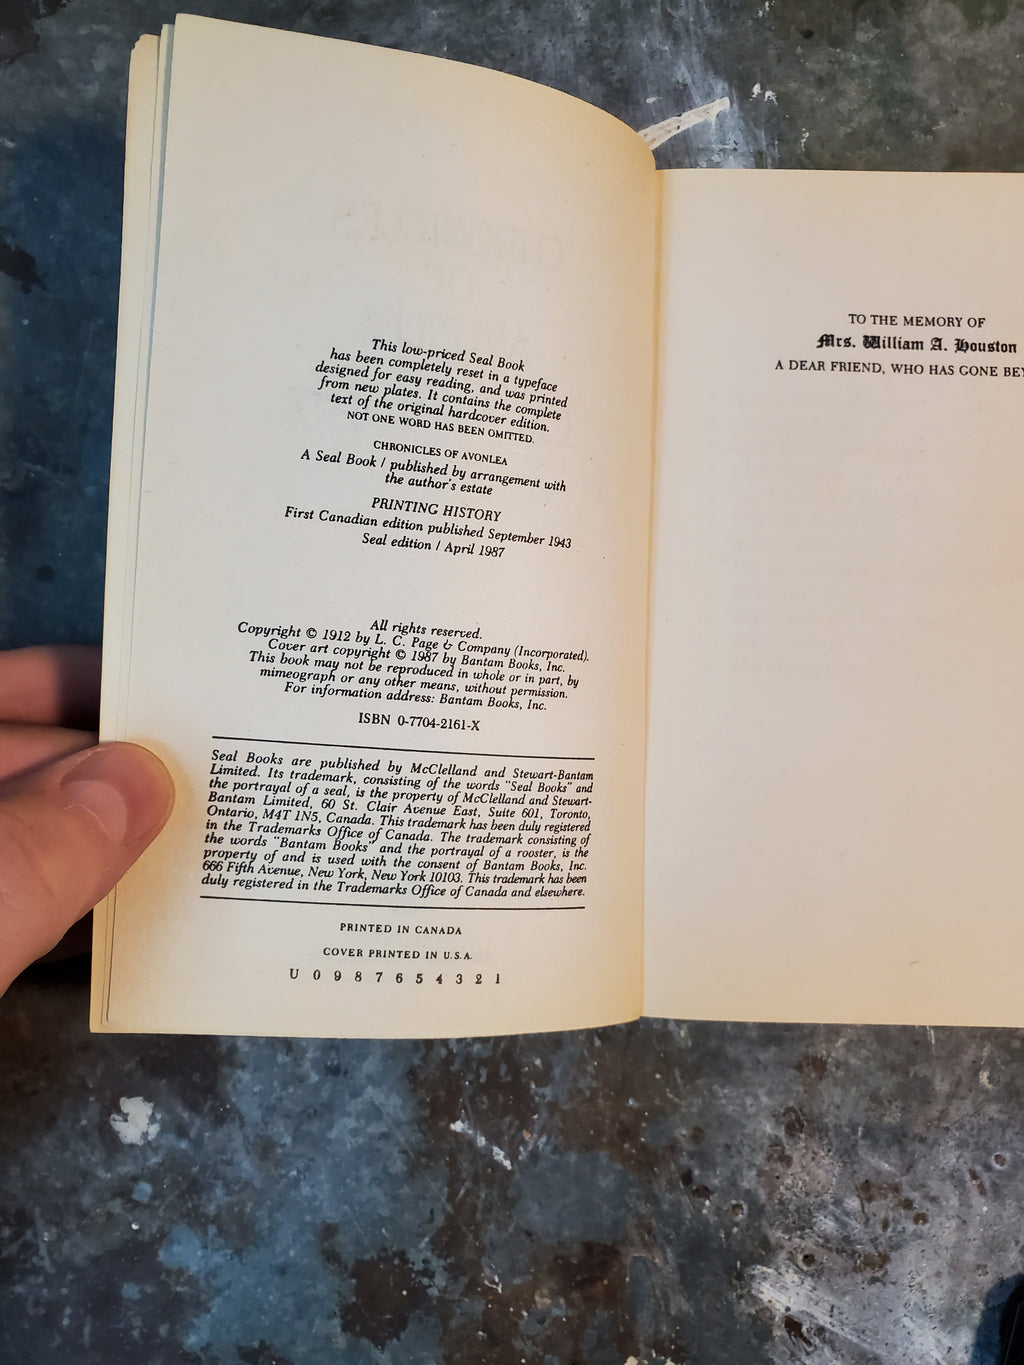 This low-priced Seal Book
has been completely reset in a typeface
designed for easy reading, and was printed
from new plates. It contains the complete
text of the original hardcover edition.
NOT ONE WORD HAS BEEN OMITTED.
CHRONICLES OF AVONLEA
A Seal Book / published by arrangement with
the author's estate
PRINTING HISTORY
First Canadian edition published September 1943
Seal edition / April 1987
All rights reserved.
Copyright © 1912 by L. C. Page & Company (Incorporated).
Cover art copyright © 1987 by Bantam Books, Inc.
This book may not be reproduced in whole or in part, by
mimeograph or any other means, without permission.
For information address: Bantam Books, Inc.
ISBN 0-7704-2161-X
Seal Books are published by McClelland and Stewart-Bantam
Limited. Its trademark, consisting of the words "Seal Books" and
the portrayal of a seal, is the property of McClelland and Stewart-
Bantam Limited, 60 St. Clair Avenue East, Suite 601, Toronto,
Ontario, M4T 1N5, Canada. This trademark has been duly registered
in the Trademarks Office of Canada. The trademark consisting of
the words "Bantam Books" and the portrayal of a rooster, is the
property of and is used with the consent of Bantam Books, Inc.
666 Fifth Avenue, New York, New York 10103. This trademark has been
duly registered in the Trademarks Office of Canada and elsewhere.
PRINTED IN CANADA
COVER PRINTED IN U.S.A.
U 0 9 8 7 6 5 4 3 2 1
TO THE MEMORY OF
Mrs. William A. Houston
A DEAR FRIEND, WHO HAS GONE